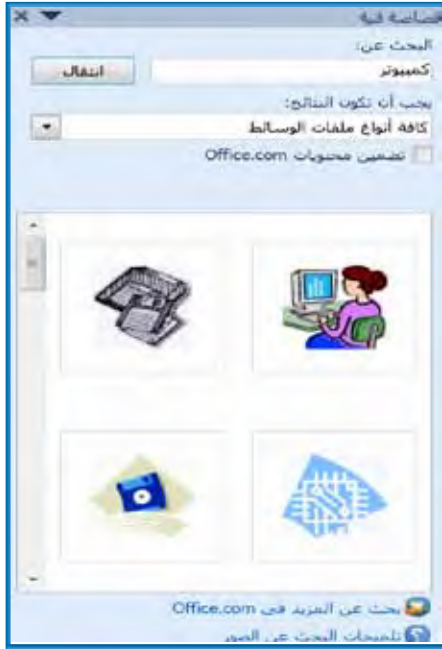 قصاصة فنية
البحث عن:
كمبيوتر
انتقال
يجب أن تكون النتائج:
كافة أنواع ملفات الوسائط
تضمين محتويات Office.com
بحث عن المزيد في Office.com
تلميحات البحث عن الصور